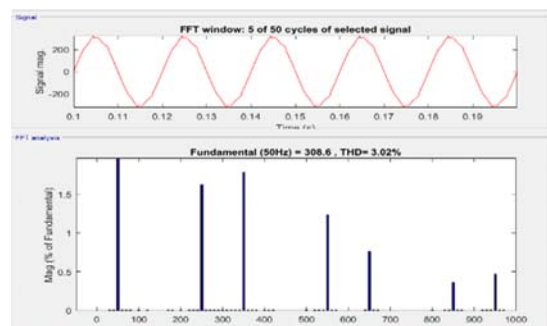 Signal
FFT window: 5 of 50 cycles of selected signal
Signal mag.
200
0
-200
0.1 0.11 0.12 0.13 0.14 0.15 0.16 0.17 0.18 0.19
Time (s)
FFT analysis
Fundamental (50Hz) = 308.6 , THD= 3.02%
Mag (% of Fundamental)
1.5
1
0.5
0
0 100 200 300 400 500 600 700 800 900 1000